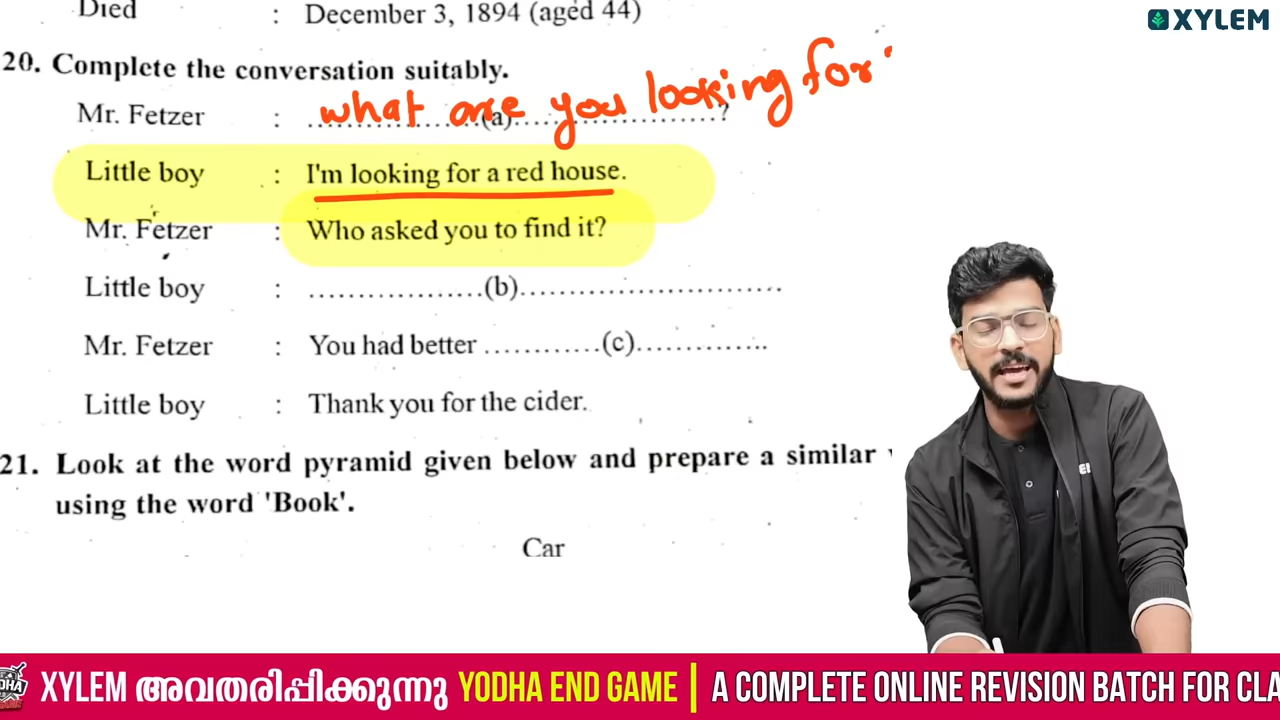 Died : December 3, 1894 (aged 44)
XYLEM
20. Complete the conversation suitably.
what are you looking for ?
Mr. Fetzer : ...................(a)..........................?
Little boy : I'm looking for a red house.
Mr. Fetzer : Who asked you to find it?
Little boy : ..................(b)...........................
Mr. Fetzer : You had better ............(c)..............
Little boy : Thank you for the cider.
21. Look at the word pyramid given below and prepare a similar
using the word 'Book'.
Car
XYLEM അവതരിപ്പിക്കുന്നു YODHA END GAME | A COMPLETE ONLINE REVISION BATCH FOR CLA